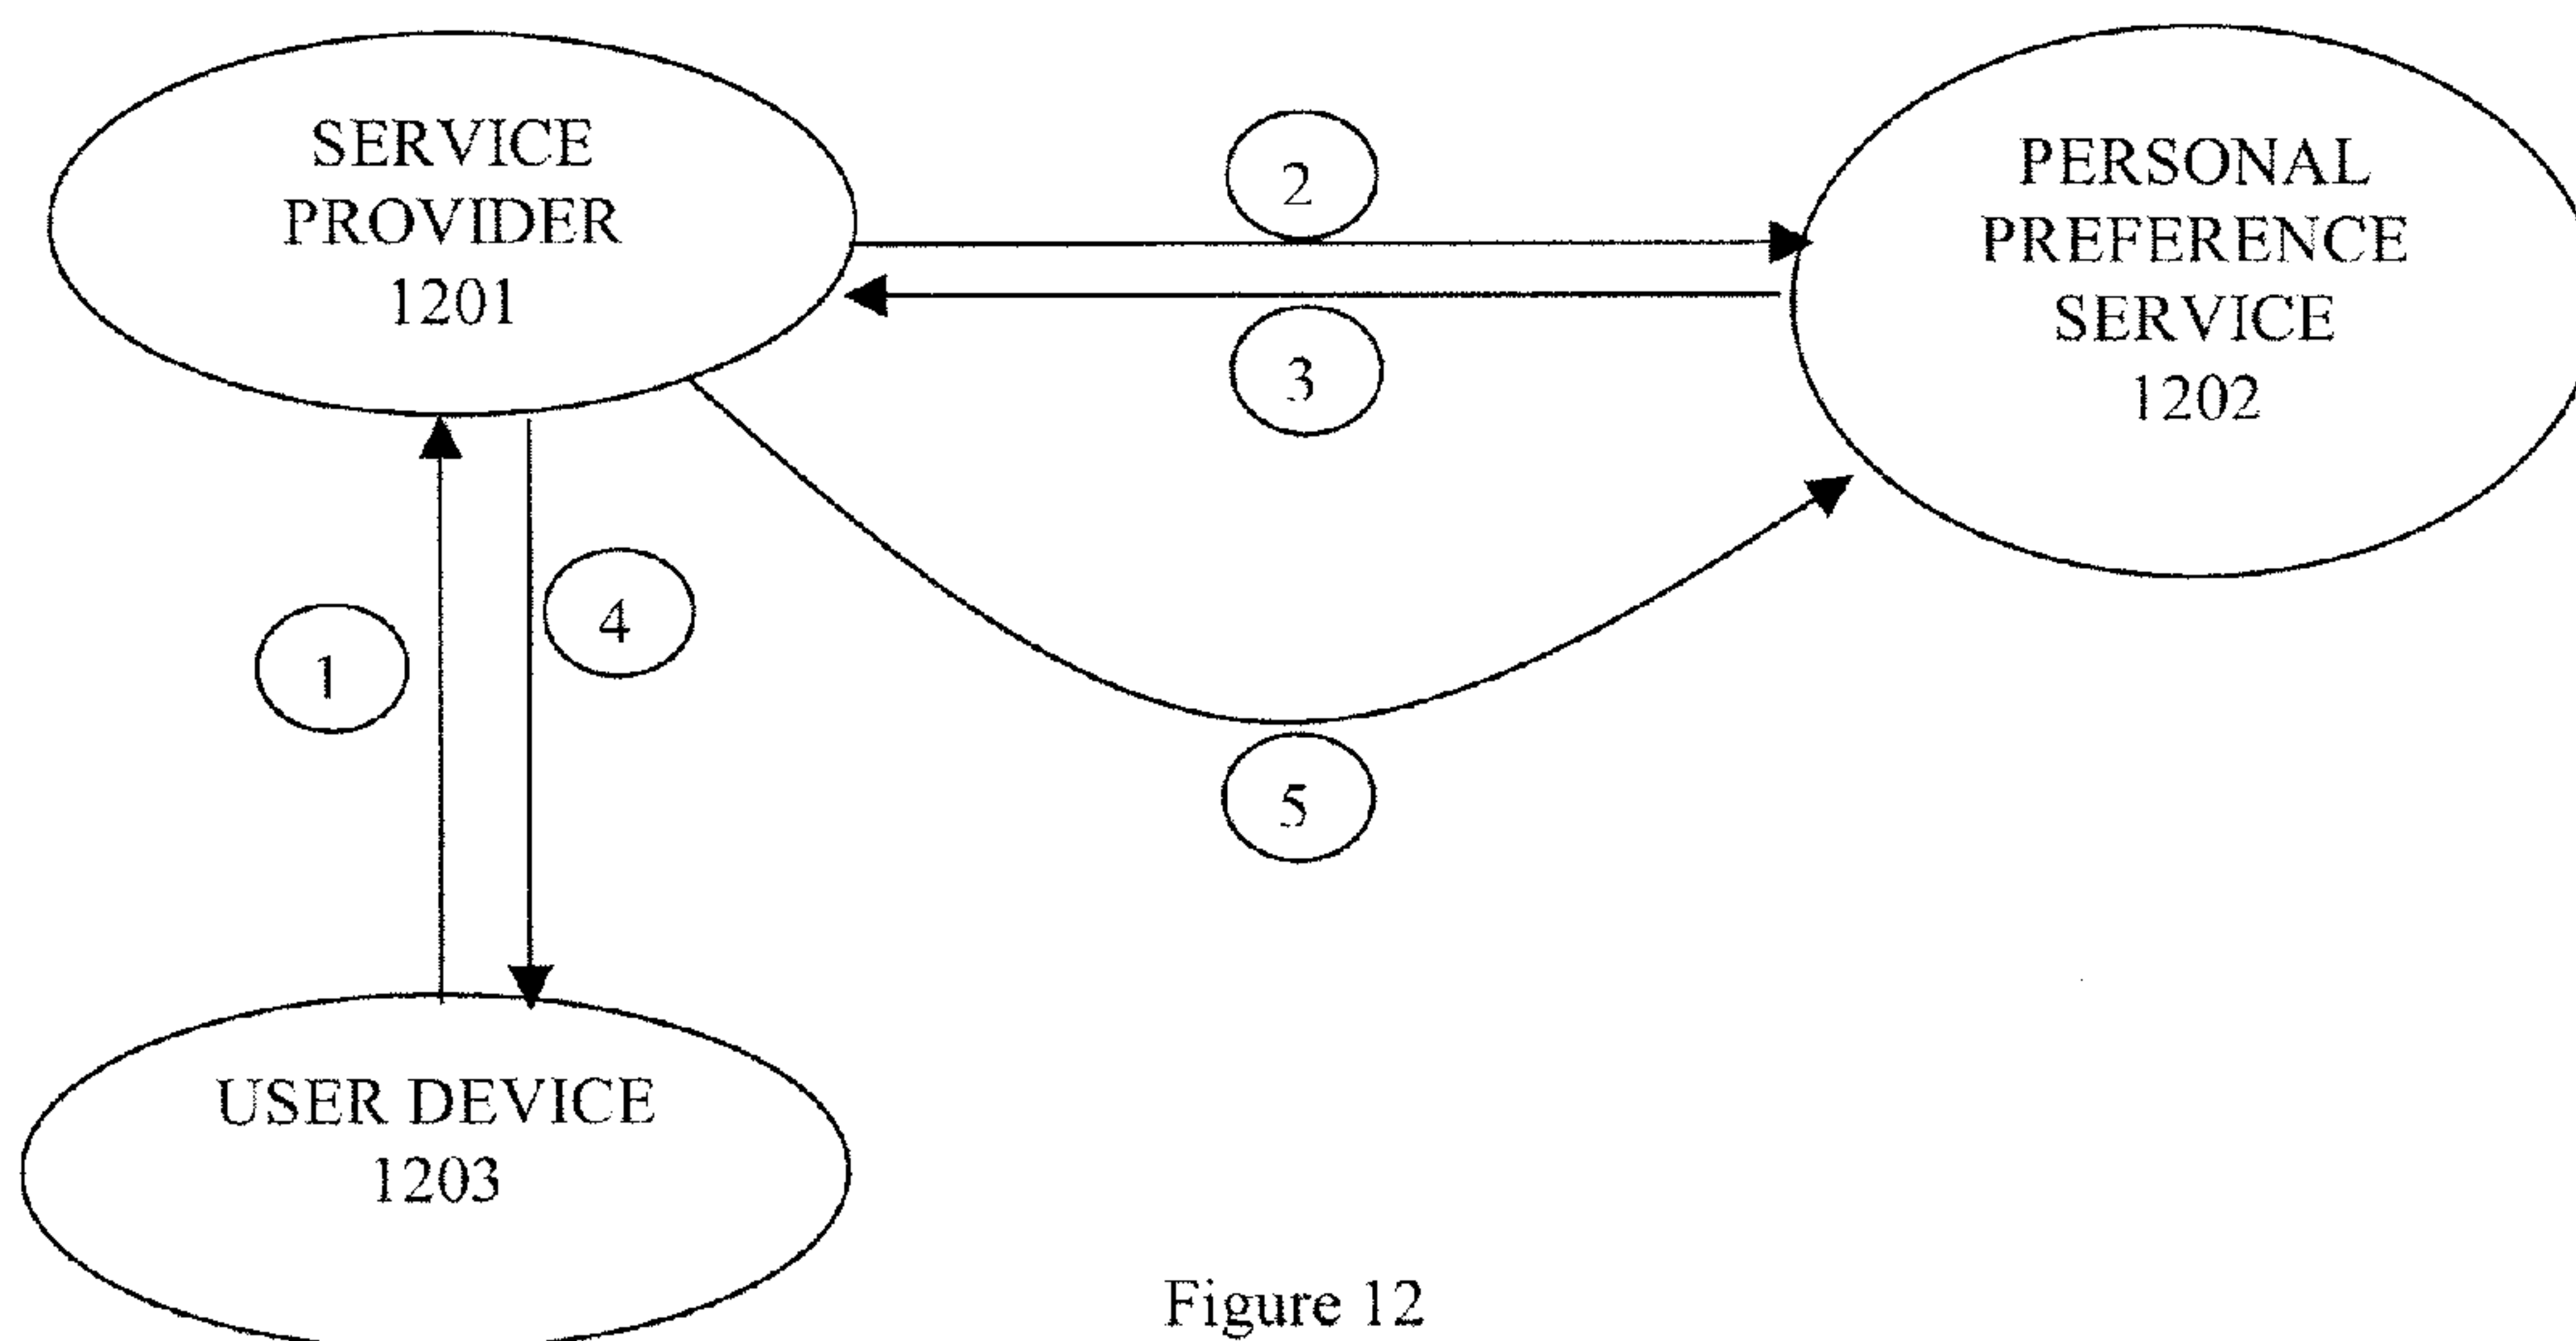 SERVICE
PROVIDER
1201
2
PERSONAL
PREFERENCE
SERVICE
1202
3
1
4
5
USER DEVICE
1203
Figure 12